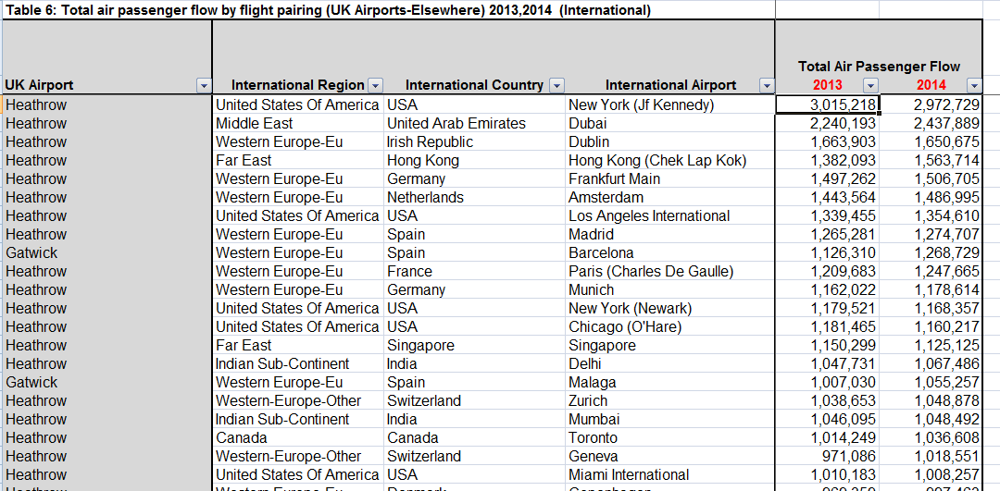 Table 6: Total air passenger flow by flight pairing (UK Airports-Elsewhere) 2013,2014 (International)
Total Air Passenger Flow
UK Airport International Region International Country International Airport 2013 2014
Heathrow United States Of America USA New York (Jf Kennedy) 3,015,218 2,972,729
Heathrow Middle East United Arab Emirates Dubai 2,240,193 2,437,889
Heathrow Western Europe-Eu Irish Republic Dublin 1,663,903 1,650,675
Heathrow Far East Hong Kong Hong Kong (Chek Lap Kok) 1,382,093 1,563,714
Heathrow Western Europe-Eu Germany Frankfurt Main 1,497,262 1,506,705
Heathrow Western Europe-Eu Netherlands Amsterdam 1,443,564 1,486,995
Heathrow United States Of America USA Los Angeles International 1,339,455 1,354,610
Heathrow Western Europe-Eu Spain Madrid 1,265,281 1,274,707
Gatwick Western Europe-Eu Spain Barcelona 1,126,310 1,268,729
Heathrow Western Europe-Eu France Paris (Charles De Gaulle) 1,209,683 1,247,665
Heathrow Western Europe-Eu Germany Munich 1,162,022 1,178,614
Heathrow United States Of America USA New York (Newark) 1,179,521 1,168,357
Heathrow United States Of America USA Chicago (O'Hare) 1,181,465 1,160,217
Heathrow Far East Singapore Singapore 1,150,299 1,125,125
Heathrow Indian Sub-Continent India Delhi 1,047,731 1,067,486
Gatwick Western Europe-Eu Spain Malaga 1,007,030 1,055,257
Heathrow Western-Europe-Other Switzerland Zurich 1,038,653 1,048,878
Heathrow Indian Sub-Continent India Mumbai 1,046,095 1,048,492
Heathrow Canada Canada Toronto 1,014,249 1,036,608
Heathrow Western-Europe-Other Switzerland Geneva 971,086 1,018,551
Heathrow United States Of America USA Miami International 1,010,183 1,008,257